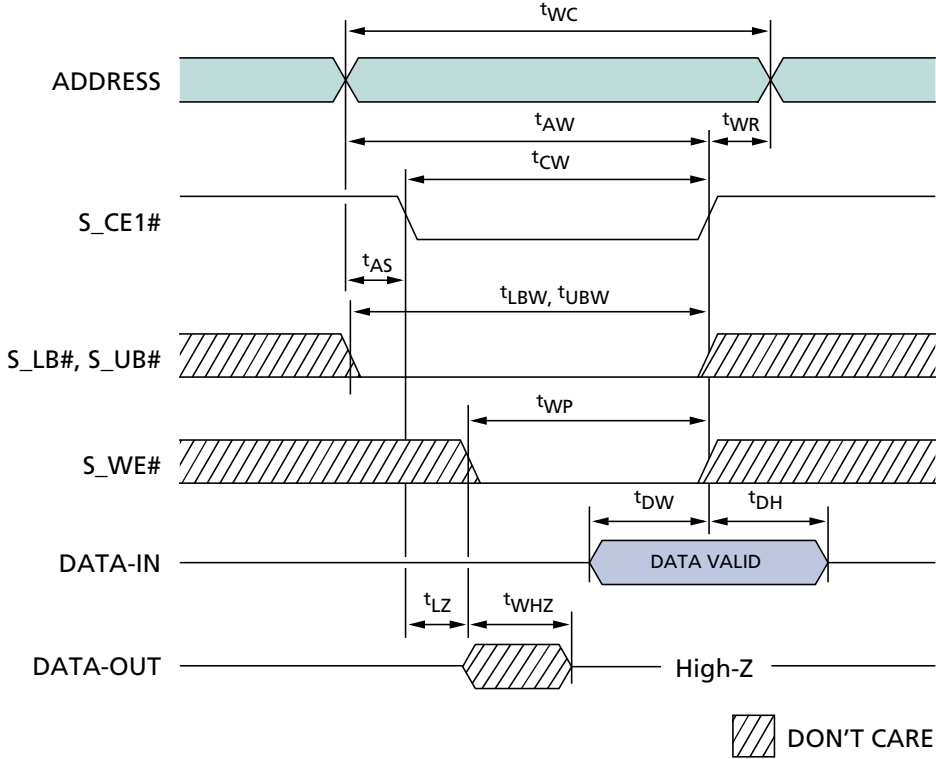 tWC
ADDRESS
tAW
tWR
tCW
S_CE1#
tAS
tLBW, tUBW
S_LB#, S_UB#
tWP
S_WE#
tDW
tDH
DATA-IN
DATA VALID
tLZ
tWHZ
DATA-OUT
High-Z
DON'T CARE